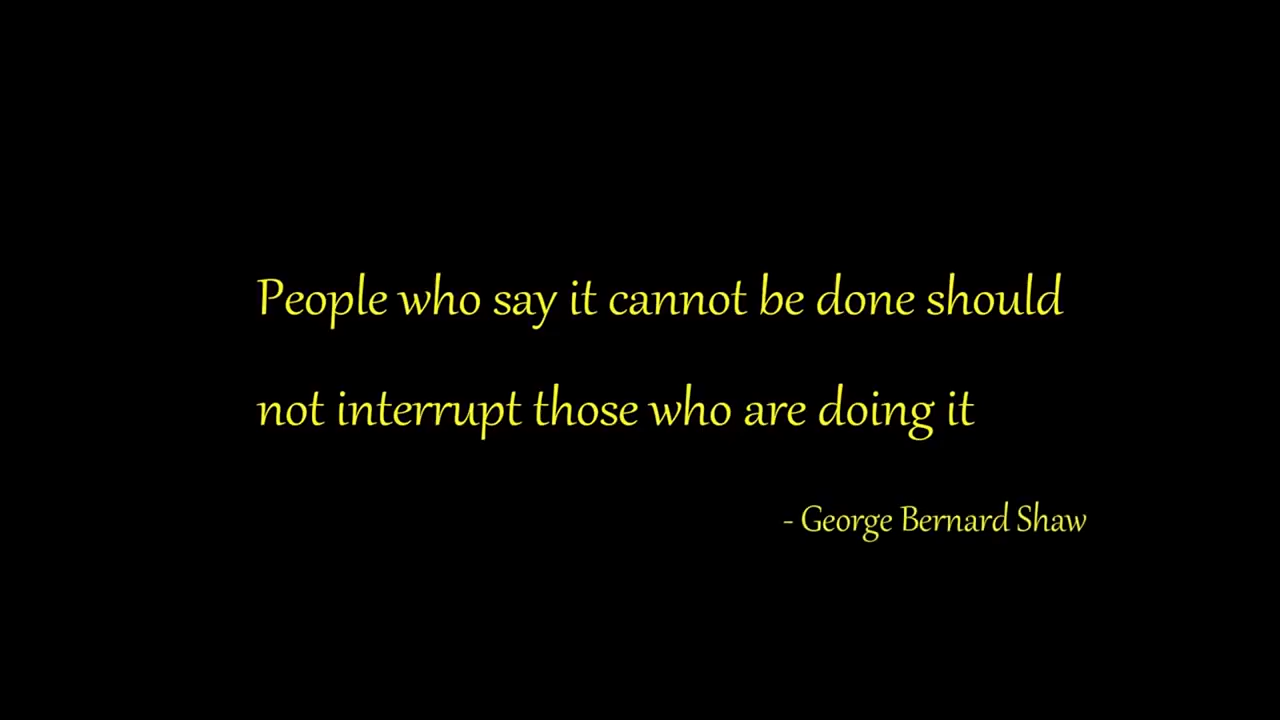 People who say it cannot be done should
not interrupt those who are doing it
- George Bernard Shaw